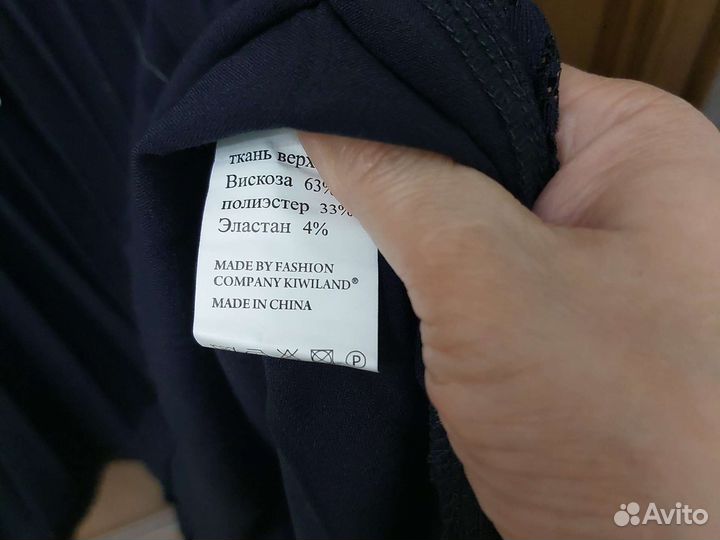 ткань верх
Вискоза 63%
полиэстер 33%
Эластан 4%
MADE BY FASHION
COMPANY KIWILAND®
MADE IN CHINA
P
Avito